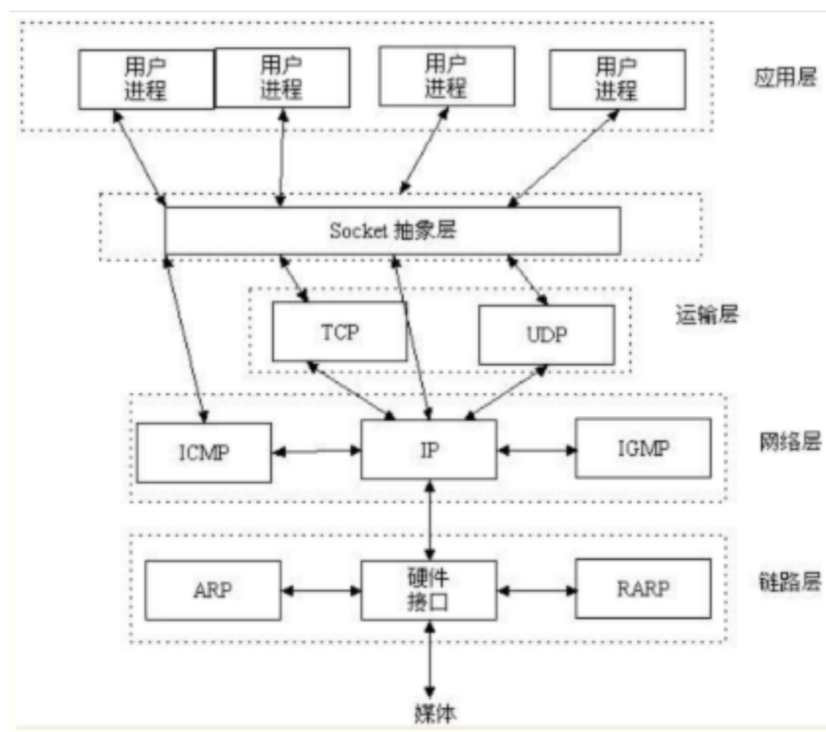 用户
进程
用户
进程
用户
进程
用户
进程
应用层
Socket 抽象层
TCP
UDP
运输层
ICMP
IP
IGMP
网络层
ARP
硬件
接口
RARP
链路层
媒体